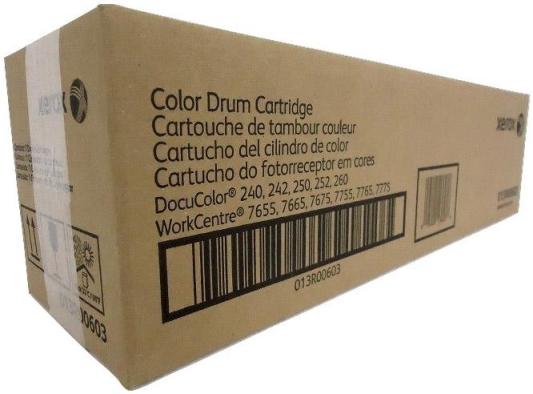 xerox
Color Drum Cartridge
Cartouche de tambour couleur
Cartucho del cilindro de color
Cartucho do fotorreceptor em cores
DocuColor® 240, 242, 250, 252, 260
WorkCentre® 7655, 7665, 7675, 7755, 7765, 7775
013R00603
xerox
013R00603